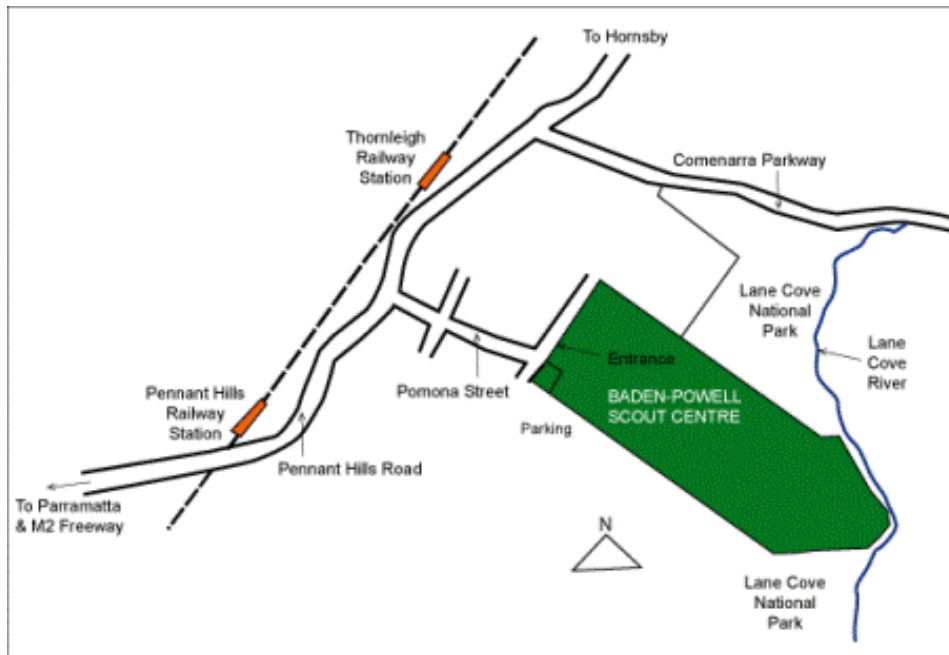 To Hornsby
Thornleigh
Railway
Station
Comenarra Parkway
Lane Cove
National
Park
Lane
Cove
River
Entrance
Pennant Hills
Railway
Station
Pomona Street
BADEN-POWELL
SCOUT CENTRE
Parking
Pennant Hills Road
To Parramatta
& M2 Freeway
N
Lane Cove
National
Park